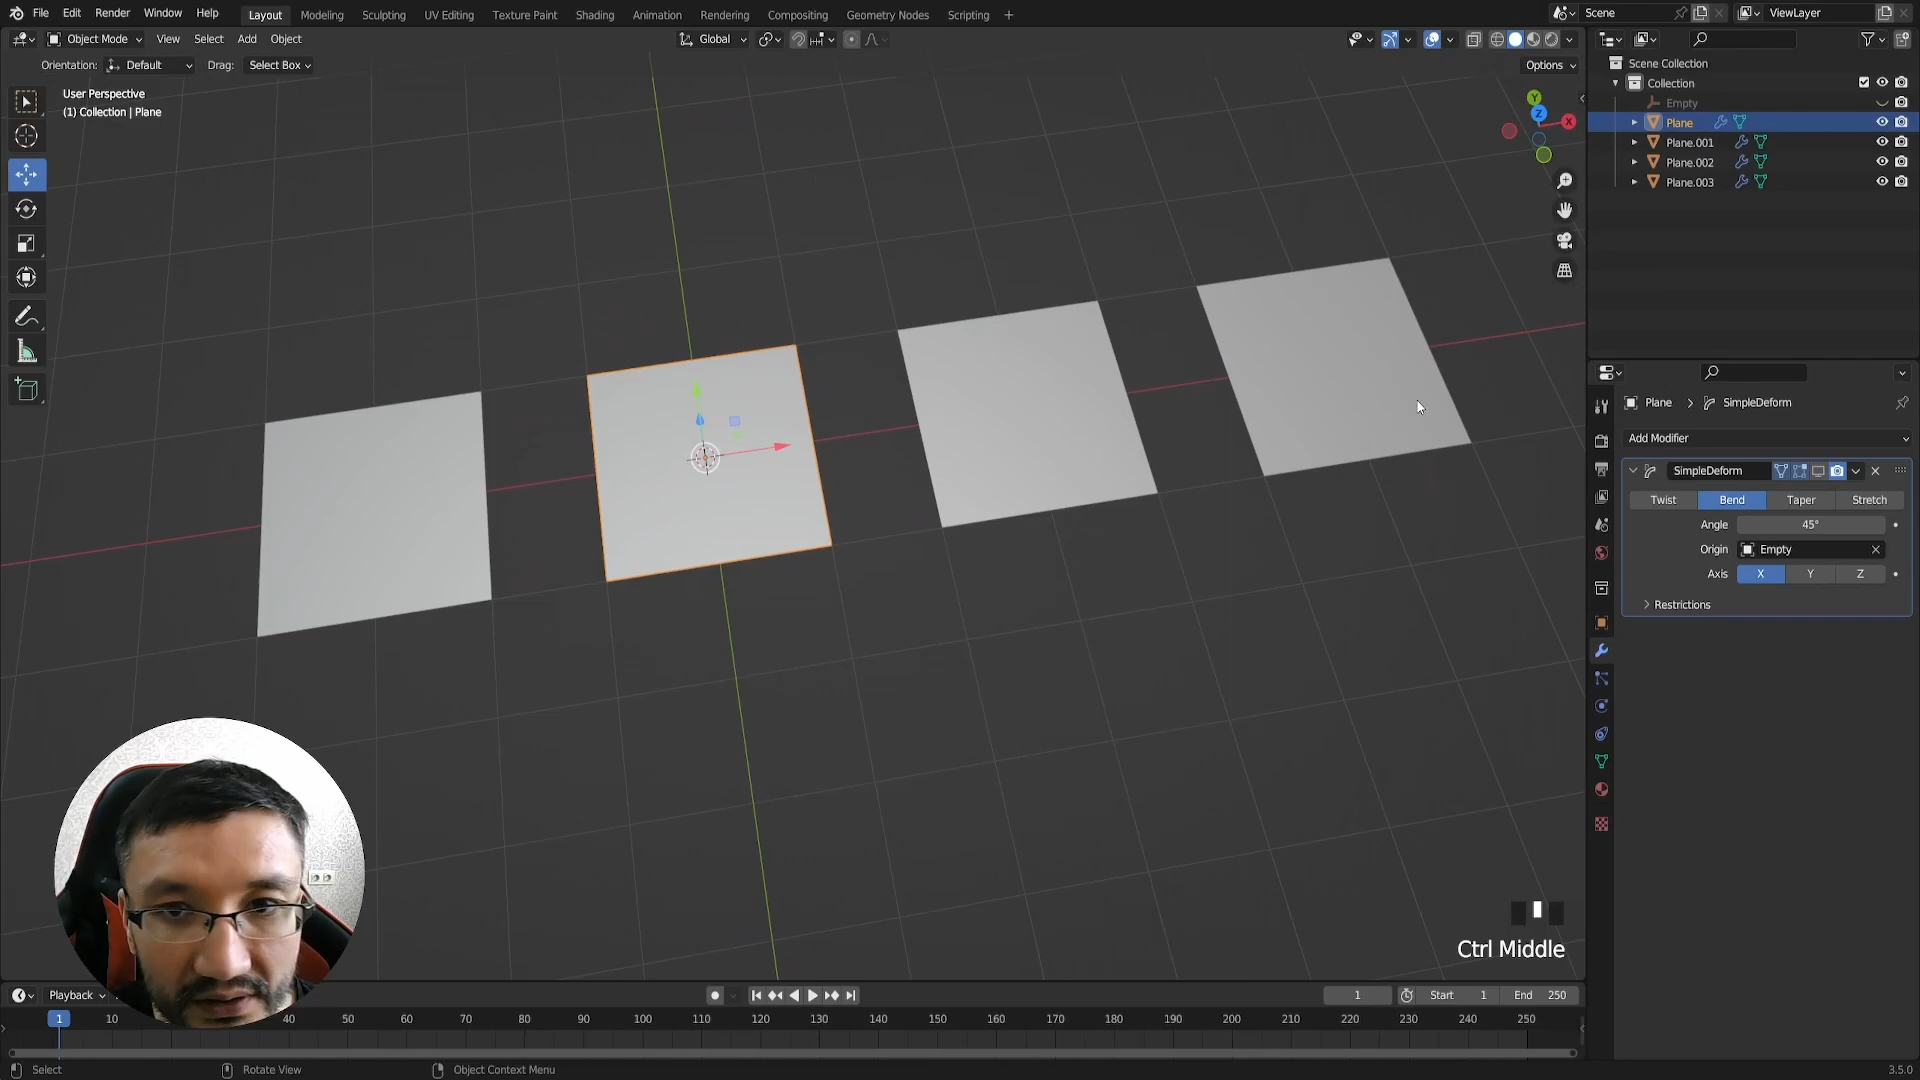 File Edit Render Window Help Layout Modeling Sculpting UV Editing Texture Paint Shading Animation Rendering Compositing Geometry Nodes Scripting + Scene ViewLayer
Object Mode View Select Add Object Global
Orientation: Default Drag: Select Box Options
User Perspective
(1) Collection | Plane
Y
Z
X
Scene Collection
Collection
Empty
Plane
Plane.001
Plane.002
Plane.003
Plane > SimpleDeform
Add Modifier
SimpleDeform
Twist Bend Taper Stretch
Angle 45°
Origin Empty
Axis X Y Z
Restrictions
Ctrl Middle
Playback 1 Start 1 End 250
1 10 40 50 60 70 80 90 100 110 120 130 140 150 160 170 180 190 200 210 220 230 240 250
Select Rotate View Object Context Menu 3.5.0